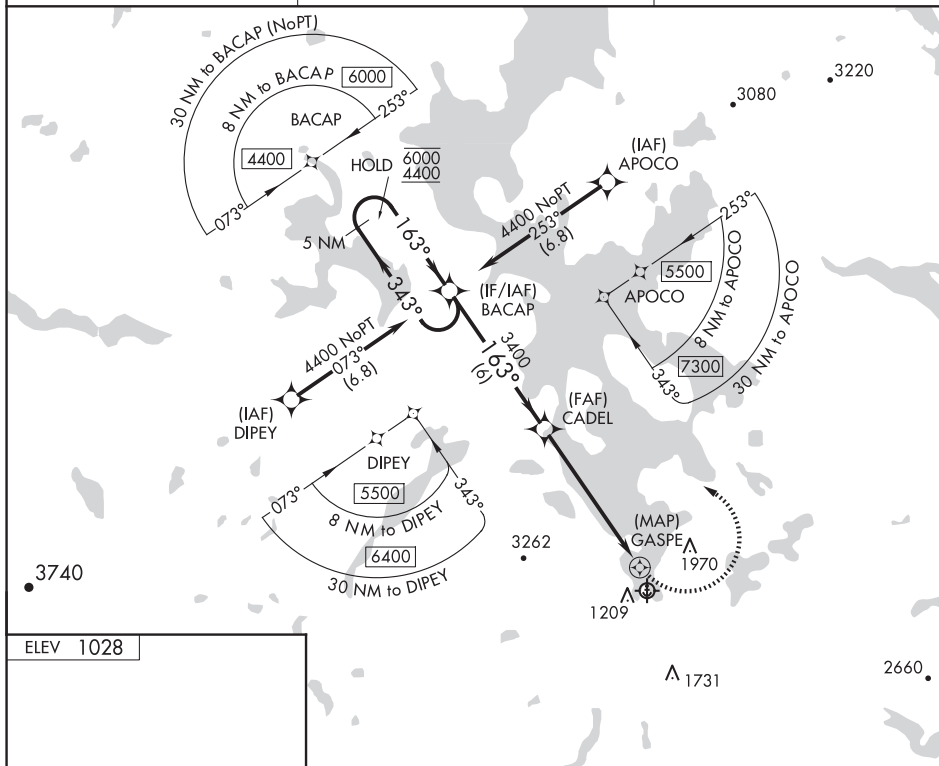 30 NM to BACAP (NoPT)
8 NM to BACAP
6000
253°
BACAP
4400
073°
HOLD
6000
4400
5 NM
163°
343°
(IF/IAF)
BACAP
(IAF)
APOCO
4400 NoPT
253°
(6.8)
3080
3220
253°
5500
APOCO
8 NM to APOCO
7300
343°
30 NM to APOCO
4400 NoPT
073°
(6.8)
(IAF)
DIPEY
3400
163°
(6)
(FAF)
CADEL
DIPEY
073°
5500
343°
8 NM to DIPEY
6400
30 NM to DIPEY
(MAP)
GASPE
1970
3262
1209
3740
ELEV 1028
1731
2660